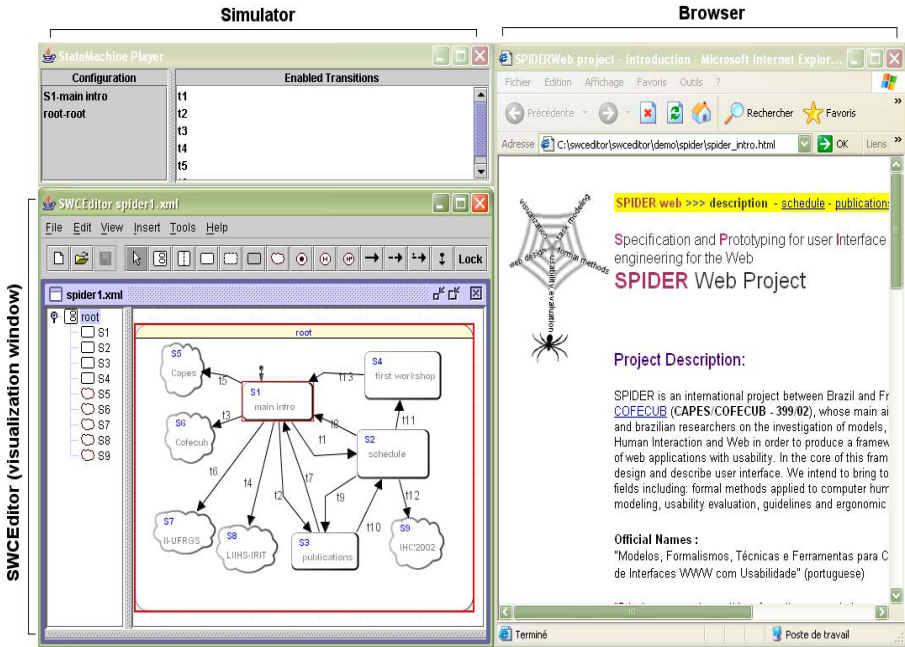 Simulator
Browser
SWCEditor (visualization window)
StateMachine Player
Configuration
Enabled Transitions
S1-main intro
root-root
t1
t2
t3
t4
t5
SWCEditor spider1.xml
File Edit View Insert Tools Help
H
H*
Lock
spider1.xml
root
S1
S2
S3
S4
S5
S6
S7
S8
S9
root
S5
Capes
t5
S1
main intro
t13
S4
first workshop
S6
Cofecub
t3
t8
t1
t11
S2
schedule
t6
t4
t2
t7
t9
t12
t10
S7
II-UFRGS
S8
LIIHS-IRIT
S3
publications
S9
IHC'2002
SPIDERWeb project - introduction - Microsoft Internet Explor...
Fichier Edition Affichage Favoris Outils ?
Précédente
Rechercher
Favoris
»
Adresse
C:\swceditor\swceditor\demo\spider\spider_intro.html
OK
Liens »
visualization
task modeling
web design
formal methods
usability evaluation
SPIDER web >>> description - schedule - publications
Specification and Prototyping for user Interface
engineering for the Web
SPIDER Web Project
Project Description:
SPIDER is an international project between Brazil and Fr
COFECUB (CAPES/COFECUB - 399/02), whose main ai
and brazilian researchers on the investigation of models,
Human Interaction and Web in order to produce a framew
of web applications with usability. In the core of this fram
design and describe user interface. We intend to bring to
fields including: formal methods applied to computer hum
modeling, usability evaluation, guidelines and ergonomic
Official Names :
"Modelos, Formalismos, Técnicas e Ferramentas para C
de Interfaces WWW com Usabilidade" (portuguese)
Terminé
Poste de travail